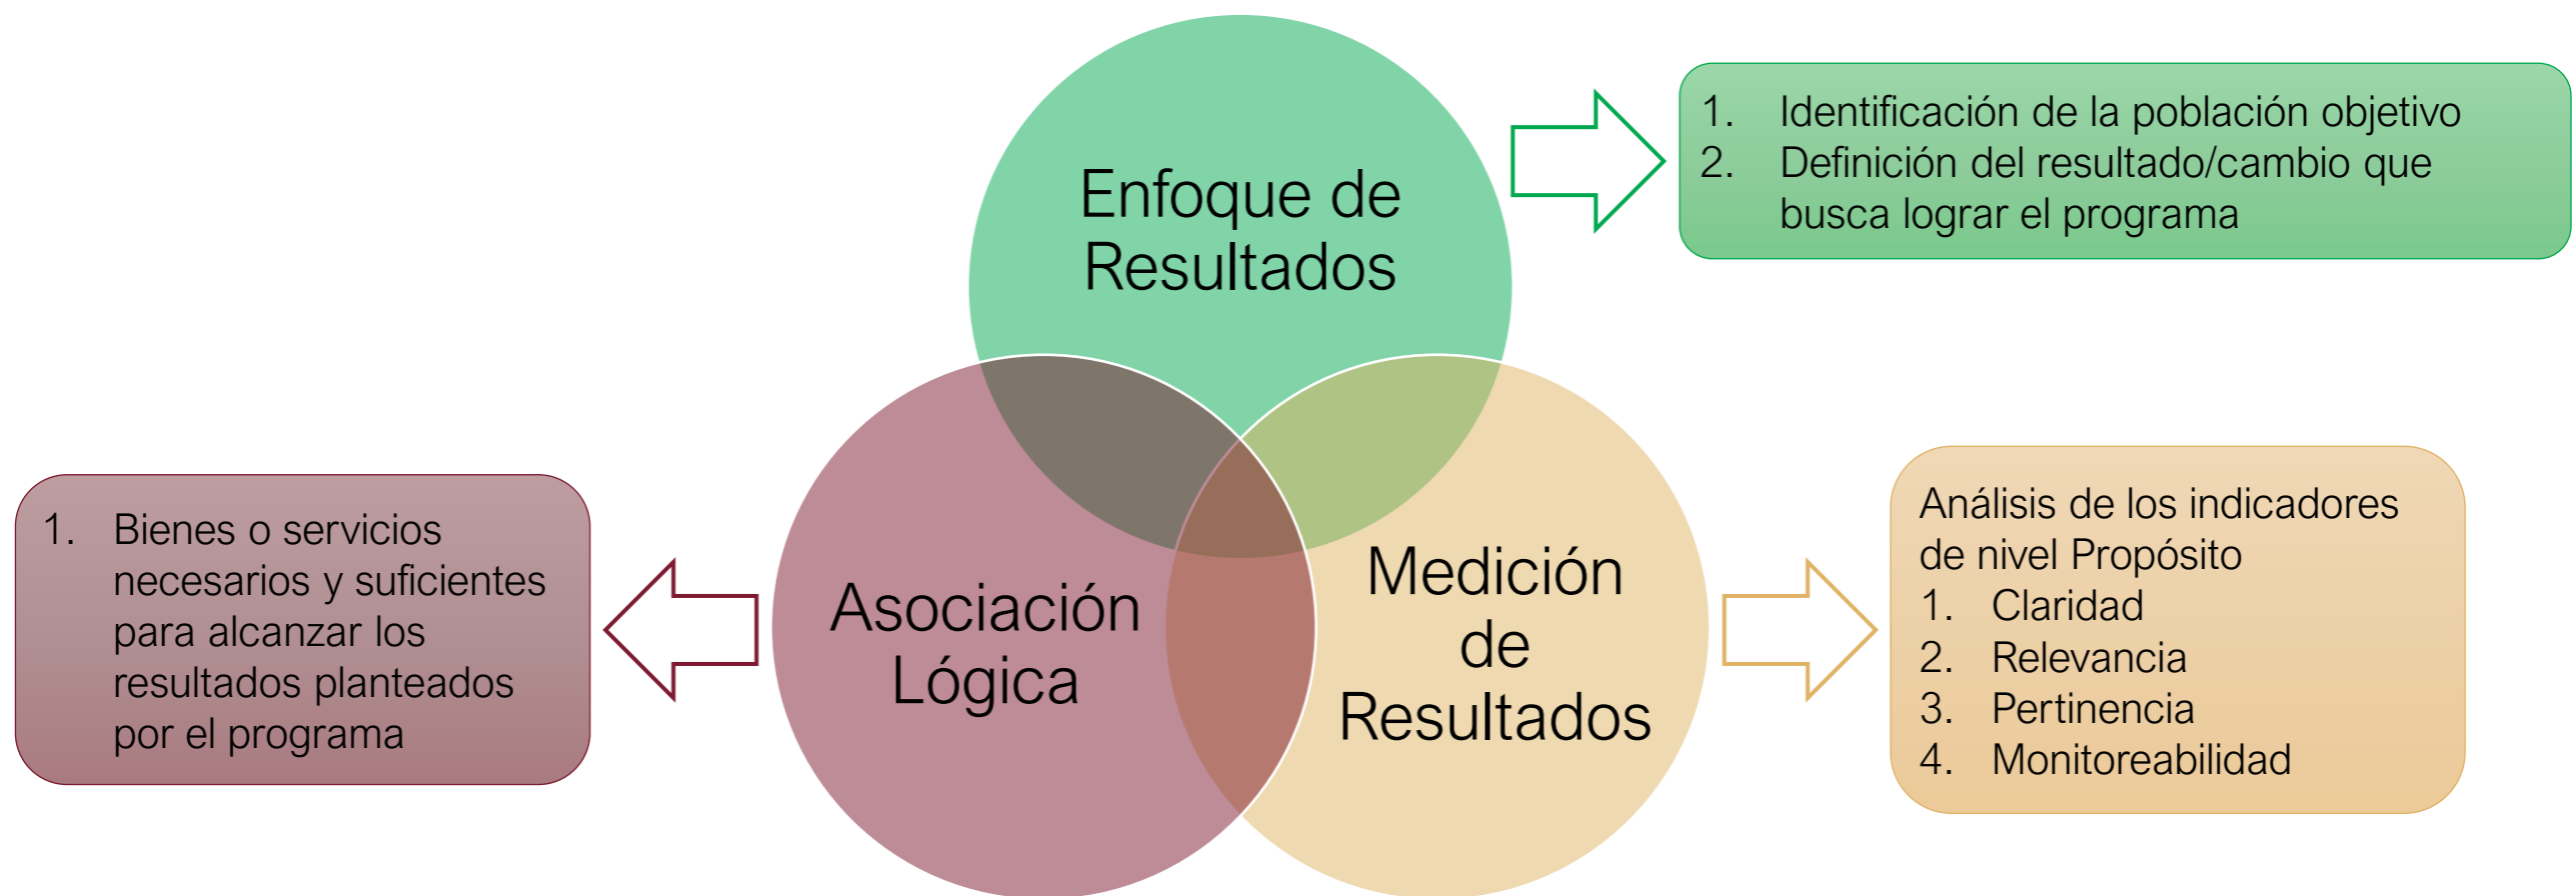 Enfoque de
Resultados
1. Identificación de la población objetivo
2. Definición del resultado/cambio que
busca lograr el programa
Asociación
Lógica
1. Bienes o servicios
necesarios y suficientes
para alcanzar los
resultados planteados
por el programa
Medición
de
Resultados
Análisis de los indicadores
de nivel Propósito
1. Claridad
2. Relevancia
3. Pertinencia
4. Monitoreabilidad